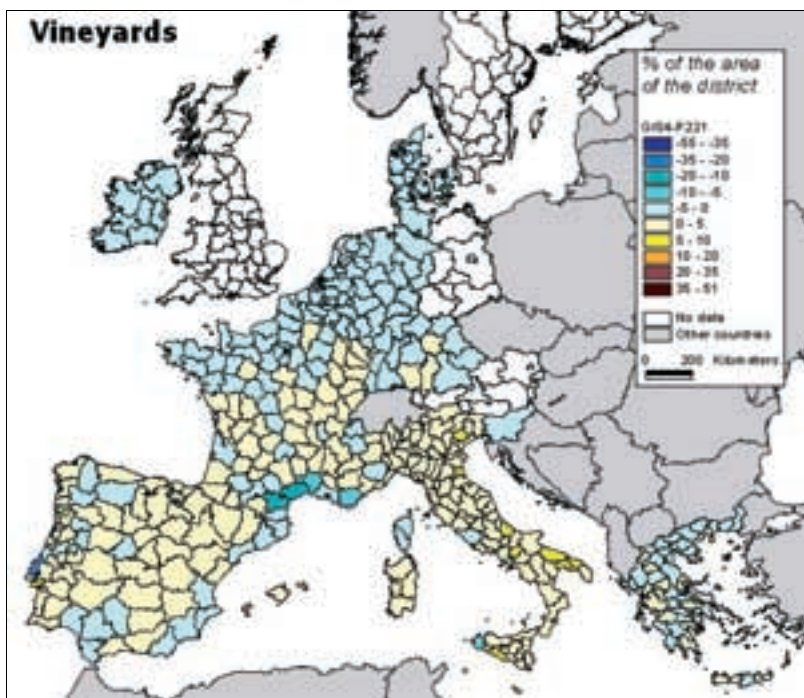 Vineyards
% of the area
of the district
-55 - -35
-35 - -20
-20 - -10
-10 - -5
-5 - 0
0 - 5
5 - 10
10 - 20
20 - 35
35 - 51
No data
Other countries
0 200 Kilometers